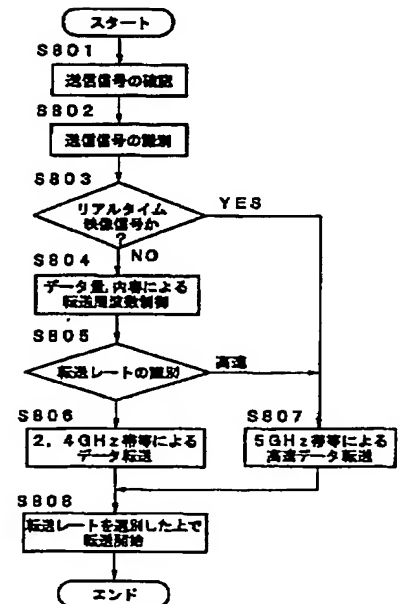 スタート
S801
送信信号の確認
S802
送信信号の識別
S803
リアルタイム
映像信号か
?
YES
NO
S804
データ量,内容による
転送周波数制御
S805
転送レートの識別
高速
S806
2,4GHz帯等による
データ転送
S807
5GHz帯等による
高速データ転送
S808
転送レートを選別した上で
転送開始
エンド